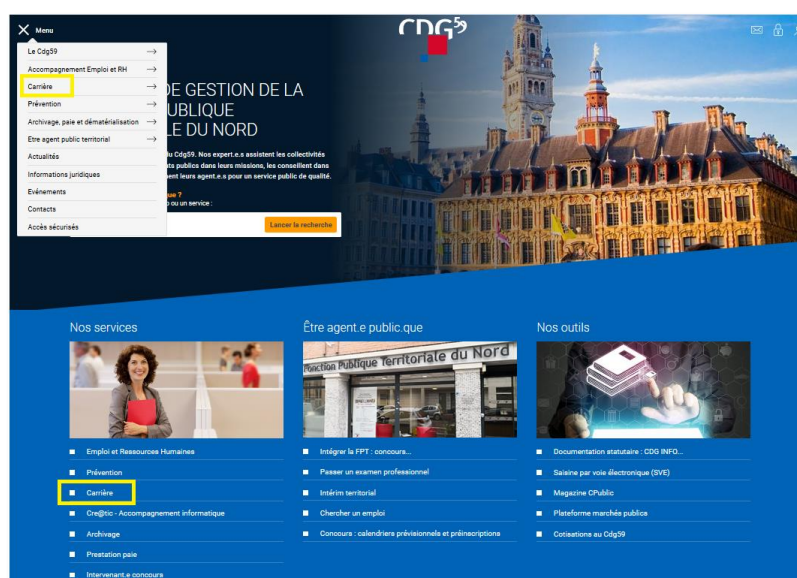 Menu
CDG59
Le Cdg59
Accompagnement Emploi et RH
Carrière
Prévention
Archivage, paie et dématérialisation
Etre agent public territorial
Actualités
Informations juridiques
Evénements
Contacts
Accès sécurisés
DE GESTION DE LA
UBLIQUE
LE DU NORD
du Cdg59. Nos expert.e.s assistent les collectivités
ts publics dans leurs missions, les conseillent dans
ent leurs agent.e.s pour un service public de qualité.
que ?
o ou un service :
Lancer la recherche
Nos services
Emploi et Ressources Humaines
Prévention
Carrière
Cre@tic - Accompagnement informatique
Archivage
Prestation paie
Intervenant.e concours
Être agent.e public.que
Fonction Publique Territoriale du Nord
Intégrer la FPT : concours...
Passer un examen professionnel
Intérim territorial
Chercher un emploi
Concours : calendriers prévisionnels et préinscriptions
Nos outils
Documentation statutaire : CDG INFO...
Saisine par voie électronique (SVE)
Magazine CPublic
Plateforme marchés publics
Cotisations au Cdg59